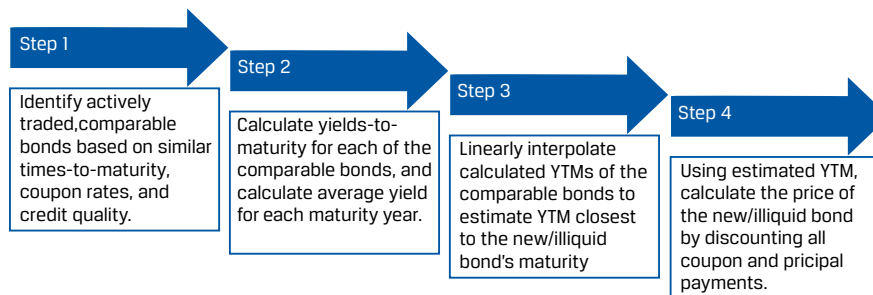 Step 1
Identify actively
traded,comparable
bonds based on similar
times-to-maturity,
coupon rates, and
credit quality.
Step 2
Calculate yields-to-
maturity for each of the
comparable bonds, and
calculate average yield
for each maturity year.
Step 3
Linearly interpolate
calculated YTMs of the
comparable bonds to
estimate YTM closest
to the new/illiquid
bond's maturity
Step 4
Using estimated YTM,
calculate the price of
the new/illiquid bond
by discounting all
coupon and pricipal
payments.